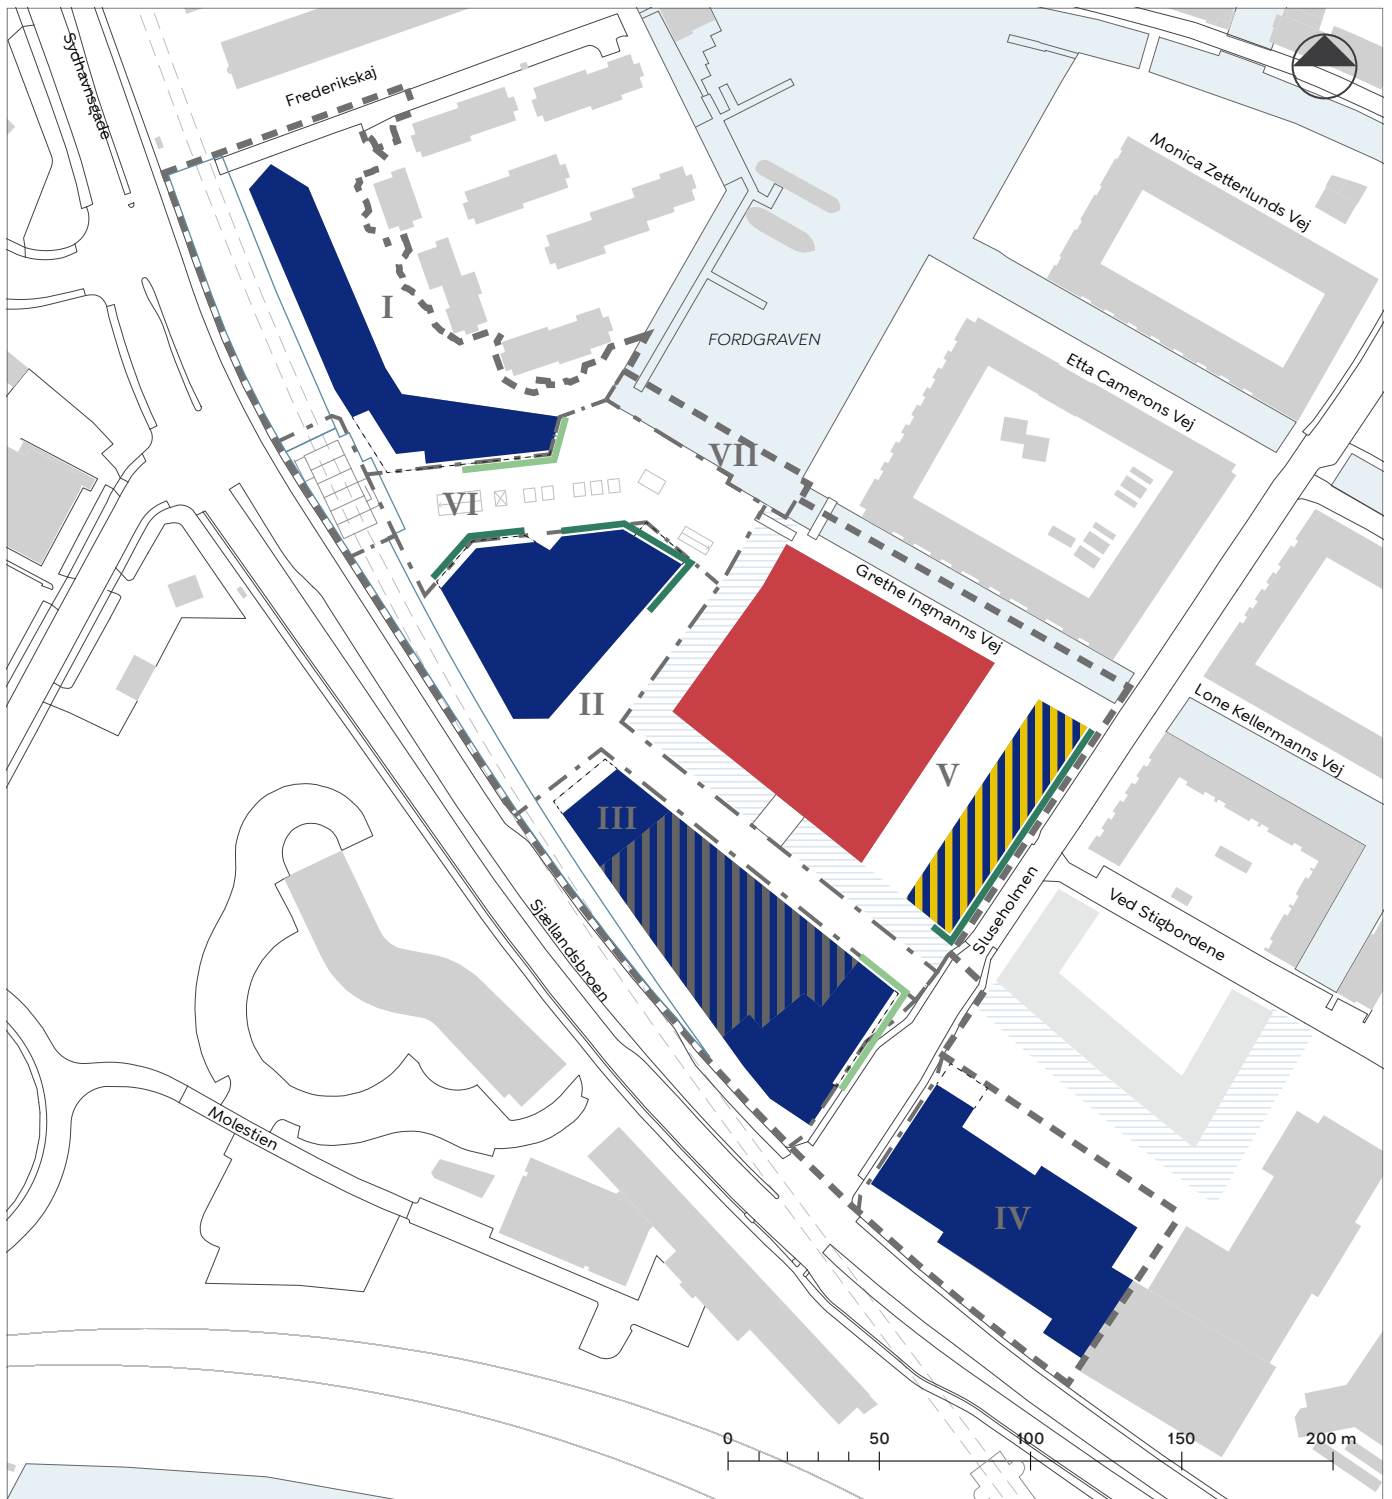 Sydhavnsgade
Frederikskaj
Monica Zetterlunds Vej
I
FORDGRAVEN
Etta Camerons Vej
VII
VI
Grethe Ingmanns Vej
II
Lone Kellermanns Vej
V
III
Sluseholmen
Ved Stigbordene
Sjællandsbroen
Molestien
IV
0 50 100 150 200 m